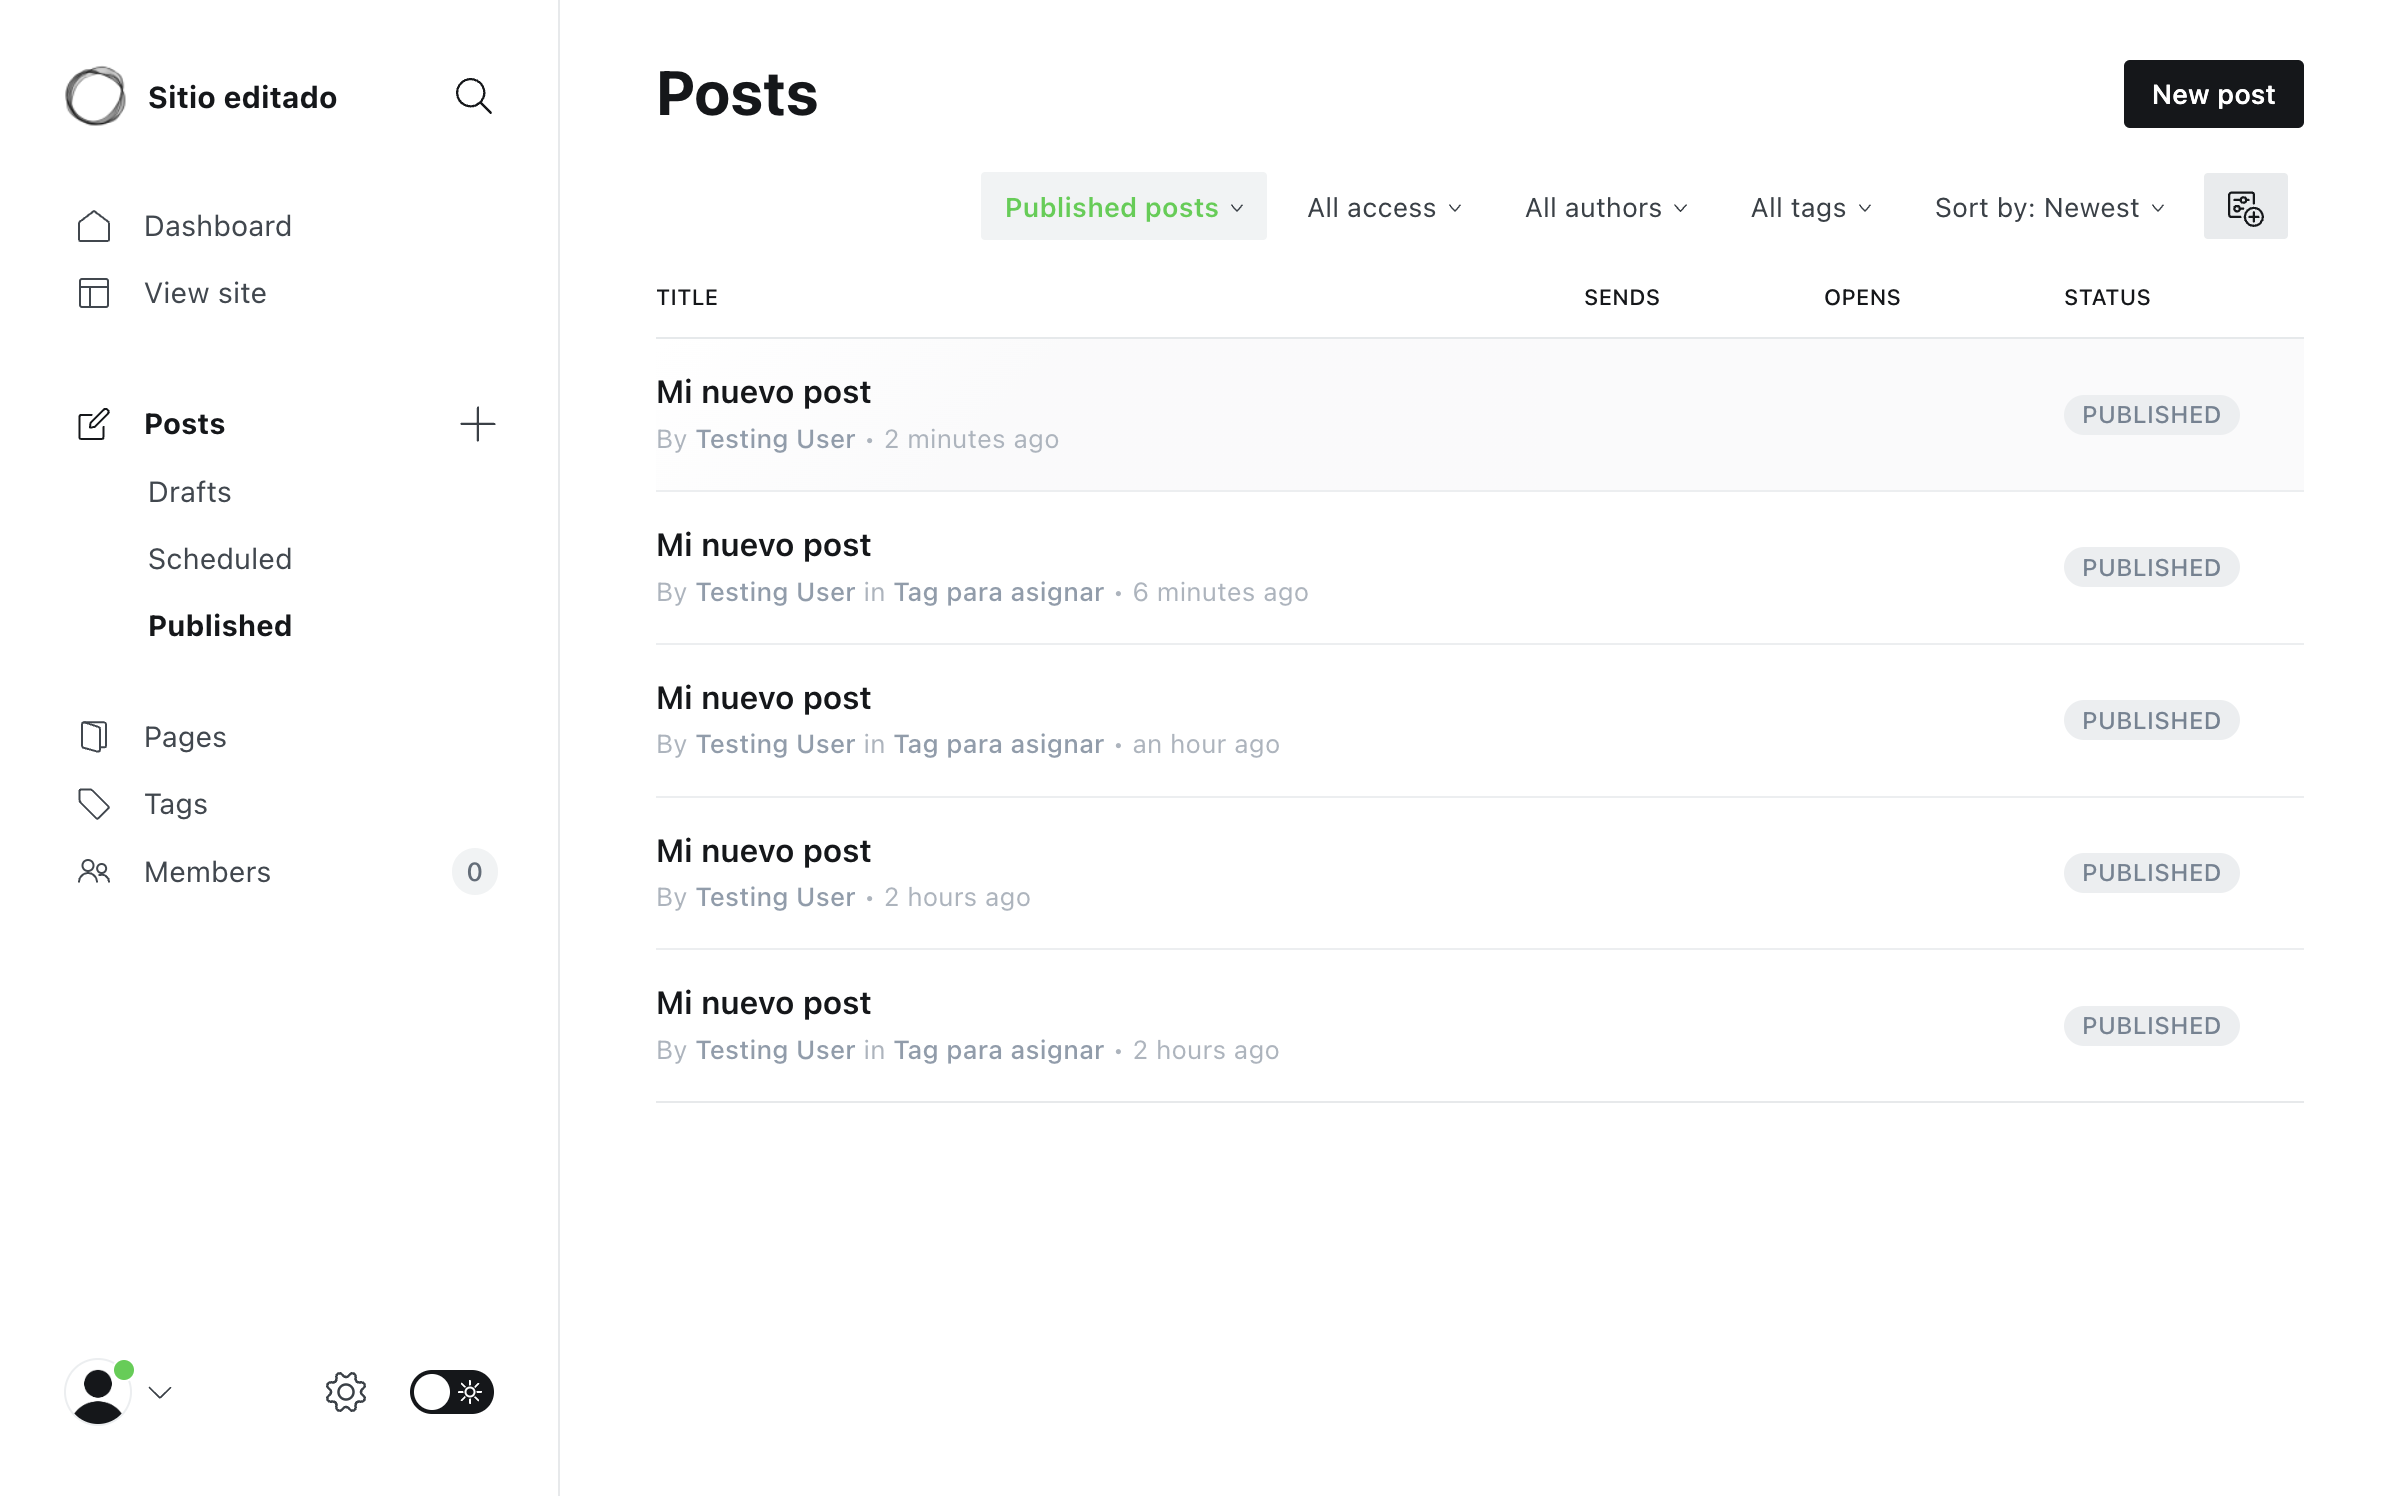 Sitio editado
Dashboard
View site
Posts
Drafts
Scheduled
Published
Pages
Tags
Members 0
Posts
New post
Published posts All access All authors All tags Sort by: Newest
TITLE SENDS OPENS STATUS
Mi nuevo post
By Testing User • 2 minutes ago
PUBLISHED
Mi nuevo post
By Testing User in Tag para asignar • 6 minutes ago
PUBLISHED
Mi nuevo post
By Testing User in Tag para asignar • an hour ago
PUBLISHED
Mi nuevo post
By Testing User • 2 hours ago
PUBLISHED
Mi nuevo post
By Testing User in Tag para asignar • 2 hours ago
PUBLISHED